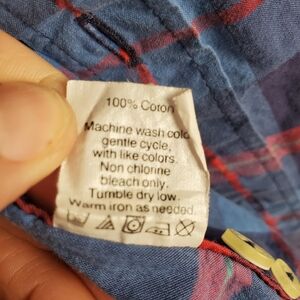 100% Coton
Machine wash cold
gentle cycle,
with like colors.
Non chlorine
bleach only.
Tumble dry low.
Warm iron as needed.